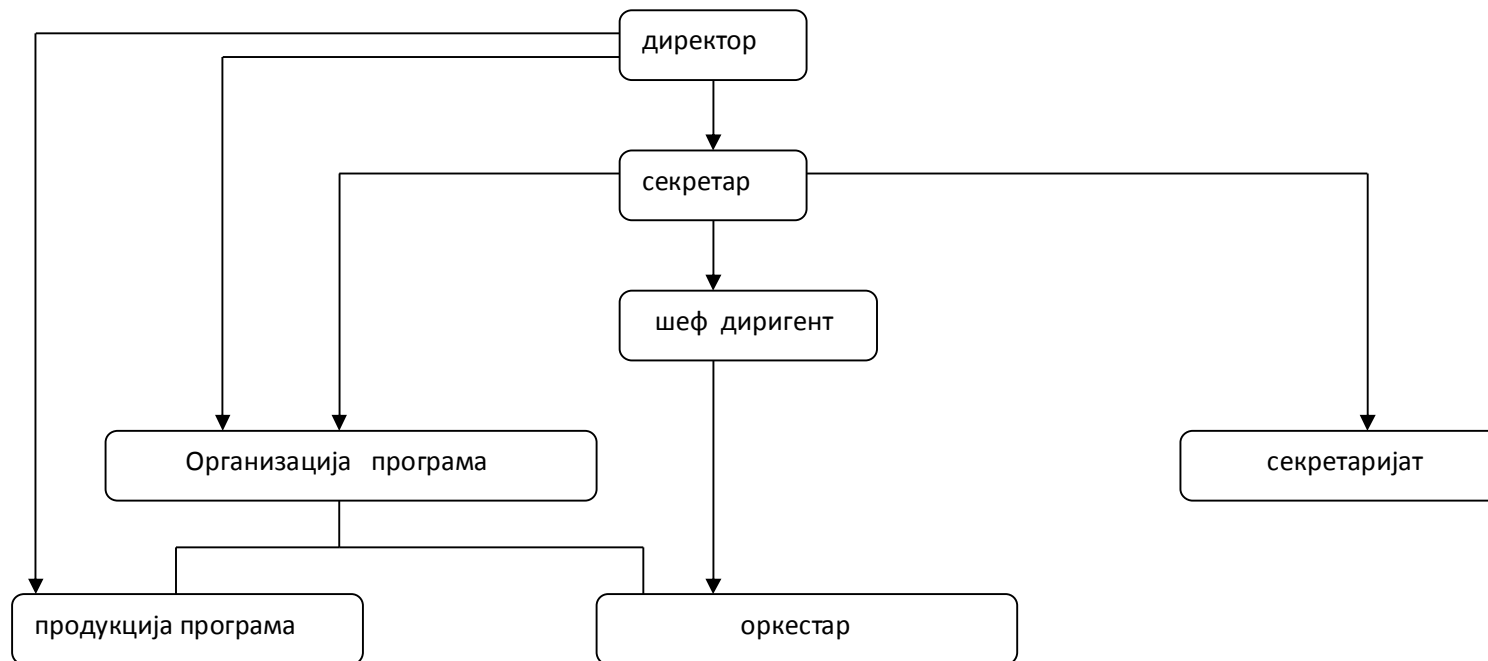 директор
секретар
шеф диригент
Организација програма
секретаријат
продукција програма
оркестар